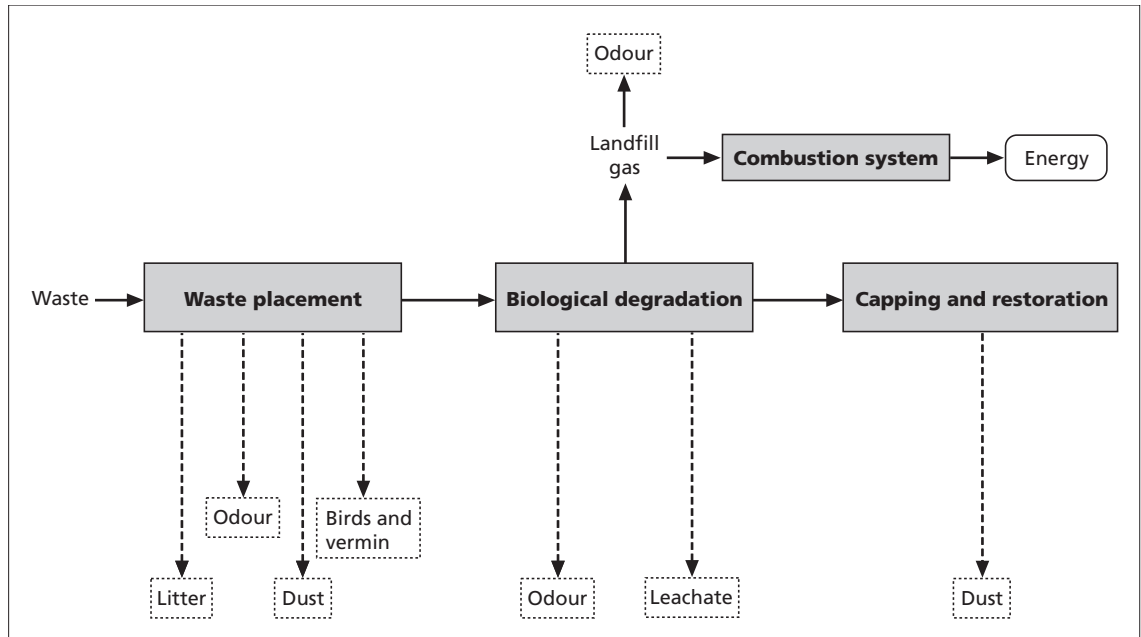 Odour
Landfill
gas
Combustion system
Energy
Waste
Waste placement
Biological degradation
Capping and restoration
Odour
Birds and
vermin
Litter
Dust
Odour
Leachate
Dust